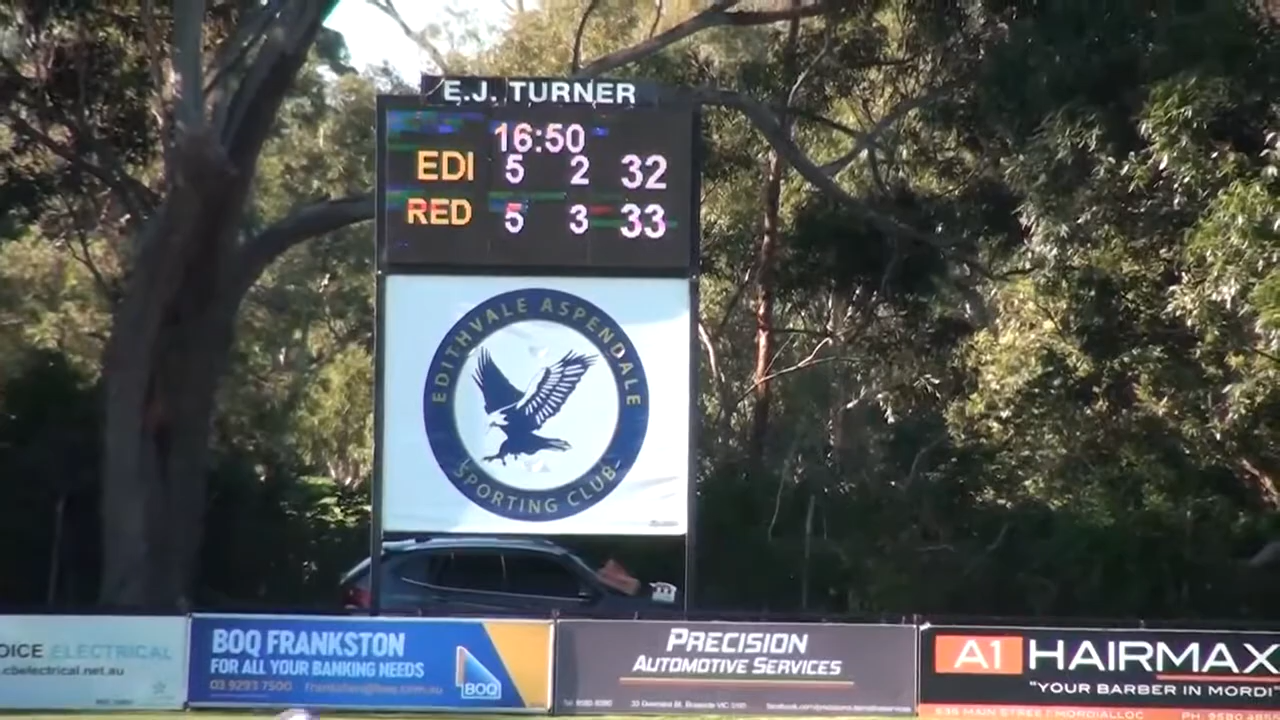 E.J. TURNER
16:50
EDI 5 2 32
RED 5 3 33
EDITHVALE ASPENDALE
SPORTING CLUB
OICE ELECTRICAL
.cbelectrical.net.au
BOQ FRANKSTON
FOR ALL YOUR BANKING NEEDS
03 9293 7500
BOQ
PRECISION
AUTOMOTIVE SERVICES
A1 HAIRMAX
"YOUR BARBER IN MORDI
MORDIALLOC